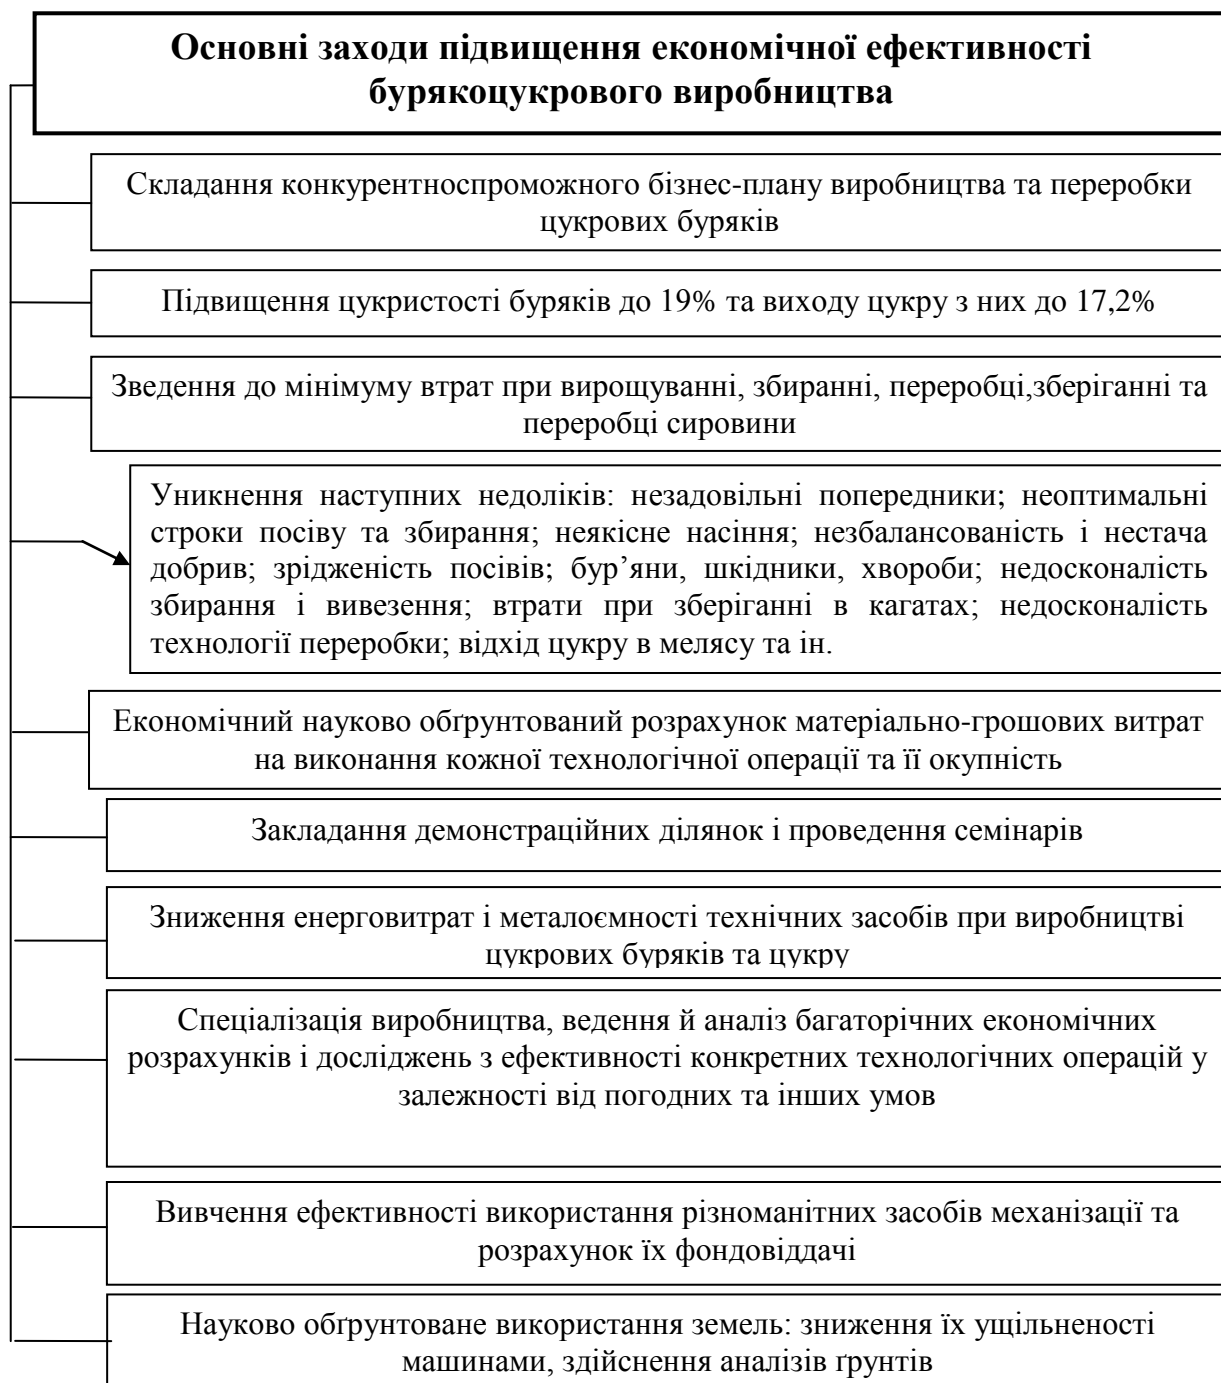 Основні заходи підвищення економічної ефективності
бурякоцукрового виробництва
Складання конкурентноспроможного бізнес-плану виробництва та переробки
цукрових буряків
Підвищення цукристості буряків до 19% та виходу цукру з них до 17,2%
Зведення до мінімуму втрат при вирощуванні, збиранні, переробці,зберіганні та
переробці сировини
Уникнення наступних недоліків: незадовільні попередники; неоптимальні
строки посіву та збирання; неякісне насіння; незбалансованість і нестача
добрив; зрідженість посівів; бур’яни, шкідники, хвороби; недосконалість
збирання і вивезення; втрати при зберіганні в кагатах; недосконалість
технології переробки; відхід цукру в мелясу та ін.
Економічний науково обґрунтований розрахунок матеріально-грошових витрат
на виконання кожної технологічної операції та її окупність
Закладання демонстраційних ділянок і проведення семінарів
Зниження енерговитрат і металоємності технічних засобів при виробництві
цукрових буряків та цукру
Спеціалізація виробництва, ведення й аналіз багаторічних економічних
розрахунків і досліджень з ефективності конкретних технологічних операцій у
залежності від погодних та інших умов
Вивчення ефективності використання різноманітних засобів механізації та
розрахунок їх фондовіддачі
Науково обґрунтоване використання земель: зниження їх ущільненості
машинами, здійснення аналізів ґрунтів